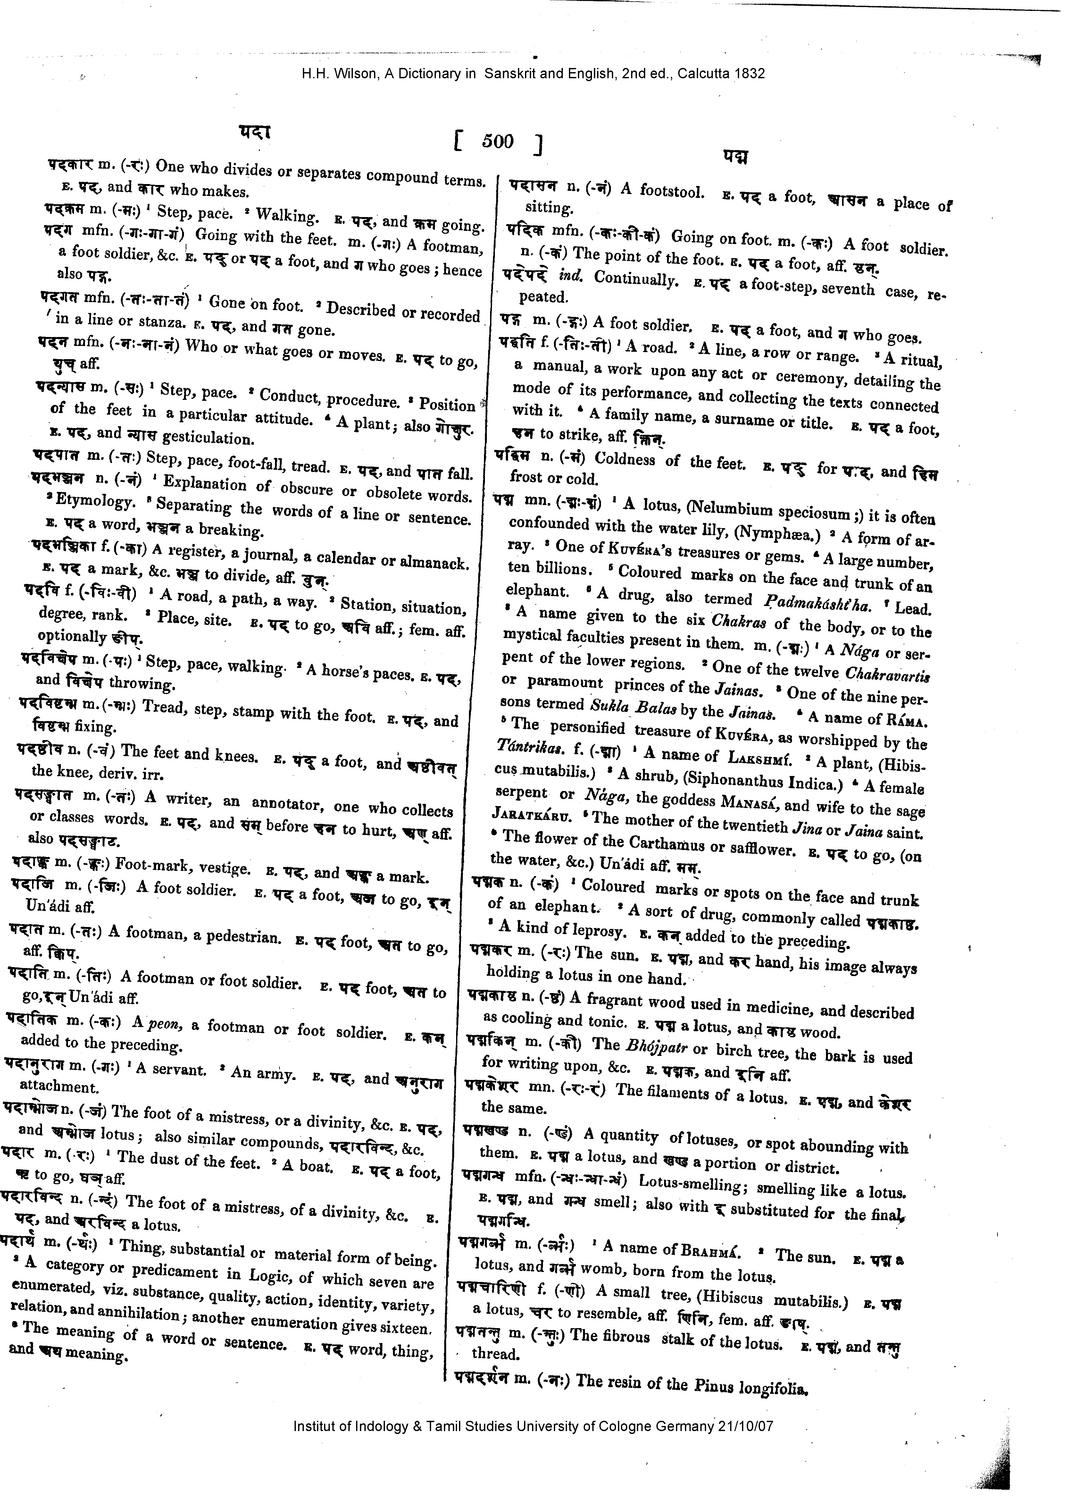 H.H. Wilson, A Dictionary in Sanskrit and English, 2nd ed., Calcutta 1832
पदा
[ 500 ]
पद्म
पदकार m. (-रः) One who divides or separates compound terms.
E. पद, and कार who makes.
पदक्रम m. (-मः) ¹ Step, pace. ² Walking. E. पद, and क्रम going.
पदग mfn. (-गः-गा-गं) Going with the feet. m. (-गः) A footman,
a foot soldier, &c. E. पद् or पद a foot, and ग who goes ; hence
also पद्ग.
पदगत mfn. (-तः-ता-तं) ¹ Gone on foot. ² Described or recorded
in a line or stanza. E. पद, and गत gone.
पदन mfn. (-नः-ना-नं) Who or what goes or moves. E. पद to go,
युच् aff.
पदन्यास m. (-सः) ¹ Step, pace. ² Conduct, procedure. ³ Position
of the feet in a particular attitude. ⁴ A plant; also गोक्षुर.
E. पद, and न्यास gesticulation.
पदपात m. (-तः) Step, pace, foot-fall, tread. E. पद, and पात fall.
पदभञ्जन n. (-नं) ¹ Explanation of obscure or obsolete words.
² Etymology. ³ Separating the words of a line or sentence.
E. पद a word, भञ्जन a breaking.
पदभञ्जिका f. (-का) A register, a journal, a calendar or almanack.
E. पद a mark, &c. भञ्ज to divide, aff. वुन्.
पदवि f. (-विः-वी) ¹ A road, a path, a way. ² Station, situation,
degree, rank. ³ Place, site. E. पद to go, अवि aff.; fem. aff.
optionally ङीप्.
पदविक्षेप m. (-पः) ¹ Step, pace, walking. ² A horse's paces. E. पद,
and विक्षेप throwing.
पदविष्टम्भ m. (-म्भः) Tread, step, stamp with the foot. E. पद, and
विष्टम्भ fixing.
पदष्ठीव n. (-वं) The feet and knees. E. पद् a foot, and अष्ठीवत्
the knee, deriv. irr.
पदसङ्घात m. (-तः) A writer, an annotator, one who collects
or classes words. E. पद, and सम् before हन to hurt, अण् aff.
also पदसङ्घाट.
पदाङ्क m. (-ङ्कः) Foot-mark, vestige. E. पद, and अङ्क a mark.
पदाजि m. (-जिः) A foot soldier. E. पद a foot, अज to go, इन्
Un'ádi aff.
पदात m. (-तः) A footman, a pedestrian. E. पद foot, अत to go,
aff. क्विप्.
पदाति m. (-तिः) A footman or foot soldier. E. पद foot, अत to
go, इन् Un'ádi aff.
पदातिक m. (-कः) A peon, a footman or foot soldier. E. कन्
added to the preceding.
पदानुराग m. (-गः) ¹ A servant. ² An army. E. पद, and अनुराग
attachment.
पदाम्भोज n. (-जं) The foot of a mistress, or a divinity, &c. E. पद,
and अम्भोज lotus; also similar compounds, पदारविन्द, &c.
पदार m. (-रः) ¹ The dust of the feet. ² A boat. E. पद a foot,
ऋ to go, घञ् aff.
पदारविन्द n. (-न्दं) The foot of a mistress, of a divinity, &c. E.
पद, and अरविन्द a lotus.
पदार्थ m. (-र्थः) ¹ Thing, substantial or material form of being.
² A category or predicament in Logic, of which seven are
enumerated, viz. substance, quality, action, identity, variety,
relation, and annihilation; another enumeration gives sixteen.
³ The meaning of a word or sentence. E. पद word, thing,
and अर्थ meaning.
पदासन n. (-नं) A footstool. E. पद a foot, आसन a place of
sitting.
पदिक mfn. (-कः-की-कं) Going on foot. m. (-कः) A foot soldier.
n. (-कं) The point of the foot. E. पद a foot, aff. ठन्.
पदेपदे ind. Continually. E. पद a foot-step, seventh case, re-
peated.
पद्ग m. (-द्गः) A foot soldier. E. पद a foot, and ग who goes.
पद्धति f. (-तिः-ती) ¹ A road. ² A line, a row or range. ³ A ritual,
a manual, a work upon any act or ceremony, detailing the
mode of its performance, and collecting the texts connected
with it. ⁴ A family name, a surname or title. E. पद a foot,
हन to strike, aff. क्तिन्.
पद्धिम n. (-मं) Coldness of the feet. E. पद् for पाद, and हिम
frost or cold.
पद्म mn. (-द्मः-द्मं) ¹ A lotus, (Nelumbium speciosum ;) it is often
confounded with the water lily, (Nymphæa.) ² A form of ar-
ray. ³ One of KUVÉRA's treasures or gems. ⁴ A large number,
ten billions. ⁵ Coloured marks on the face and trunk of an
elephant. ⁶ A drug, also termed Padmakásht'ha. ⁷ Lead.
⁸ A name given to the six Chakras of the body, or to the
mystical faculties present in them. m. (-द्मः) ¹ A Nága or ser-
pent of the lower regions. ² One of the twelve Chakravartis
or paramount princes of the Jainas. ³ One of the nine per-
sons termed Sukla Balas by the Jainas. ⁴ A name of RÁMA.
⁵ The personified treasure of KUVÉRA, as worshipped by the
Tántrikas. f. (-द्मा) ¹ A name of LAKSHMÍ. ² A plant, (Hibis-
cus mutabilis.) ³ A shrub, (Siphonanthus Indica.) ⁴ A female
serpent or Nága, the goddess MANASÁ, and wife to the sage
JARATKÁRU. ⁵ The mother of the twentieth Jina or Jaina saint.
⁶ The flower of the Carthamus or safflower. E. पद to go, (on
the water, &c.) Un'ádi aff. मन्.
पद्मक n. (-कं) ¹ Coloured marks or spots on the face and trunk
of an elephant. ² A sort of drug, commonly called पद्मकाष्ठ.
³ A kind of leprosy. E. कन् added to the preceding.
पद्मकर m. (-रः) The sun. E. पद्म, and कर hand, his image always
holding a lotus in one hand.
पद्मकाष्ठ n. (-ष्ठं) A fragrant wood used in medicine, and described
as cooling and tonic. E. पद्म a lotus, and काष्ठ wood.
पद्मकिन् m. (-की) The Bhójpatr or birch tree, the bark is used
for writing upon, &c. E. पद्मक, and इनि aff.
पद्मकेशर mn. (-रः-रं) The filaments of a lotus. E. पद्म, and केशर
the same.
पद्मखण्ड n. (-ण्डं) A quantity of lotuses, or spot abounding with
them. E. पद्म a lotus, and खण्ड a portion or district.
पद्मगन्ध mfn. (-न्धः-न्धा-न्धं) Lotus-smelling; smelling like a lotus.
E. पद्म, and गन्ध smell; also with इ substituted for the final,
पद्मगन्धि.
पद्मगर्ब्भ m. (-र्ब्भः) ¹ A name of BRAHMÁ. ² The sun. E. पद्म a
lotus, and गर्ब्भ womb, born from the lotus.
पद्मचारिणी f. (-णी) A small tree, (Hibiscus mutabilis.) E. पद्म
a lotus, चर to resemble, aff. णिनि, fem. aff. ङीप्.
पद्मतन्तु m. (-न्तुः) The fibrous stalk of the lotus. E. पद्म, and तन्तु
thread.
पद्मदर्शन m. (-नः) The resin of the Pinus longifolia.
Institut of Indology & Tamil Studies University of Cologne Germany 21/10/07